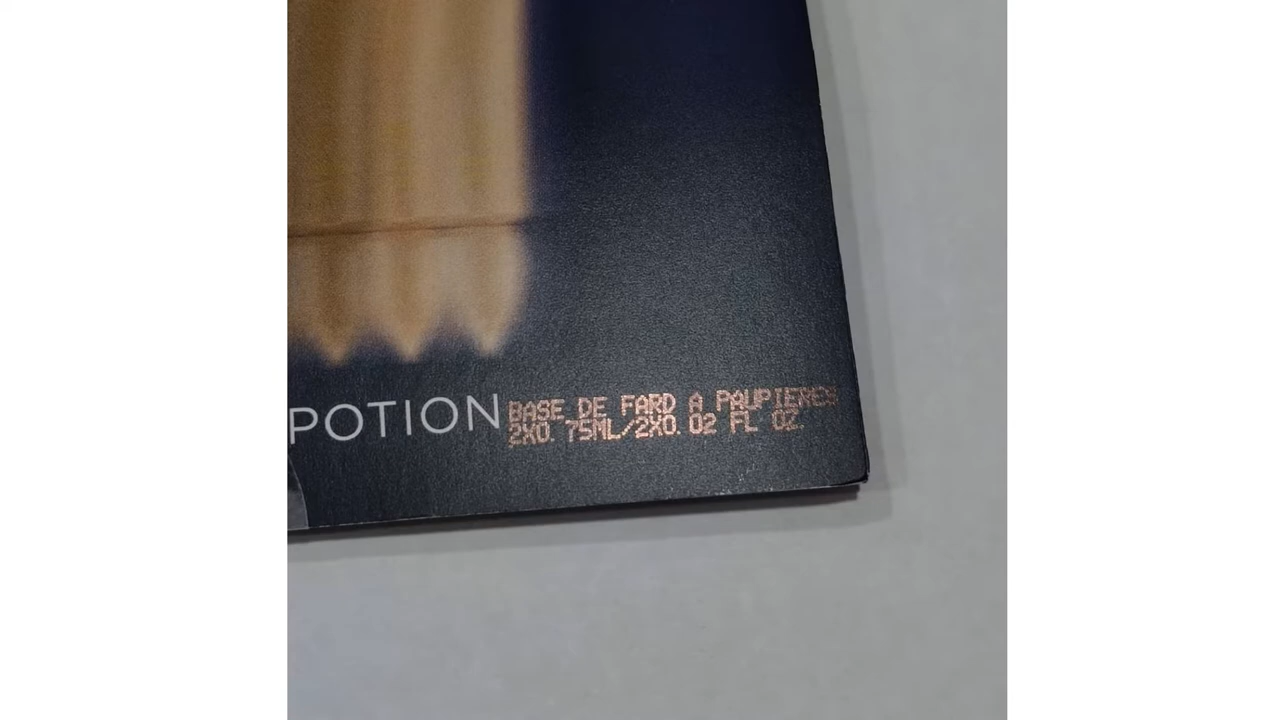 POTION
BASE DE FARD A PAUPIERES
2X0.75ML/2X0.02 FL OZ.